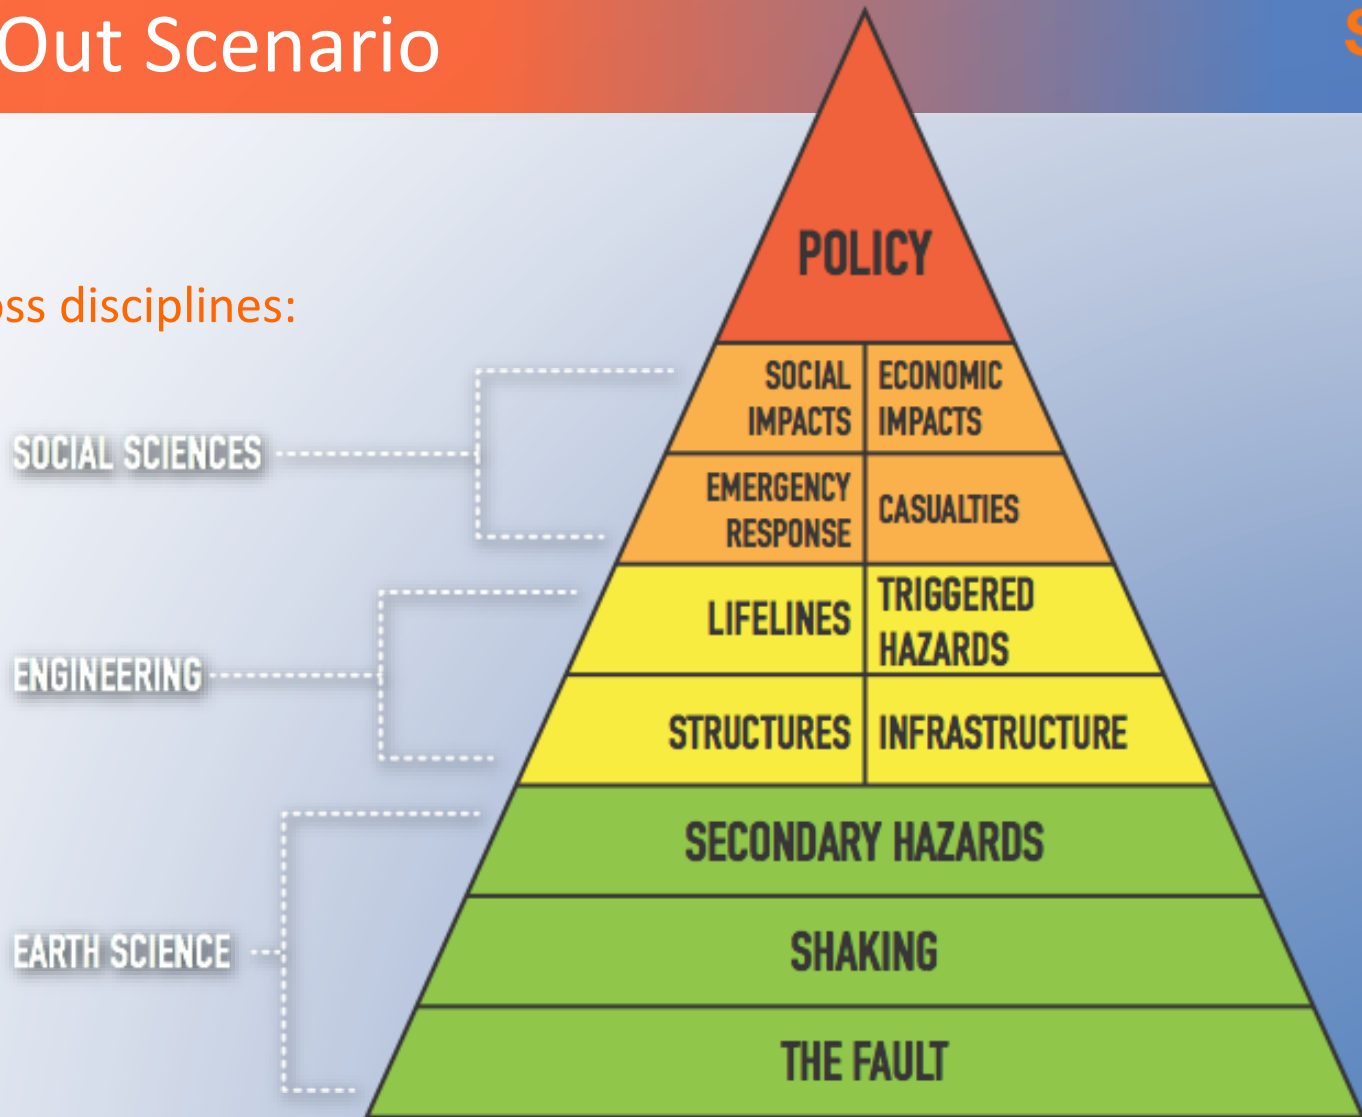 Out Scenario
S
POLICY
oss disciplines:
SOCIAL
IMPACTS
ECONOMIC
IMPACTS
SOCIAL SCIENCES
EMERGENCY
RESPONSE
CASUALTIES
LIFELINES
TRIGGERED
HAZARDS
ENGINEERING
STRUCTURES
INFRASTRUCTURE
SECONDARY HAZARDS
EARTH SCIENCE
SHAKING
THE FAULT